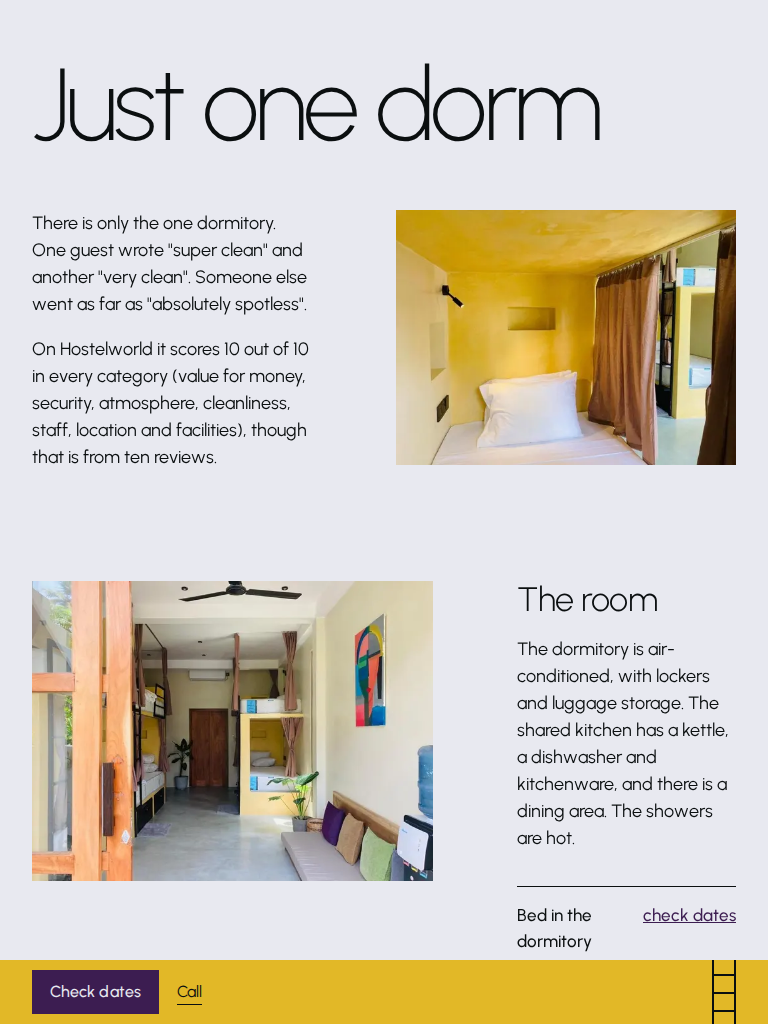 Just one dorm
There is only the one dormitory.
One guest wrote "super clean" and
another "very clean". Someone else
went as far as "absolutely spotless".
On Hostelworld it scores 10 out of 10
in every category (value for money,
security, atmosphere, cleanliness,
staff, location and facilities), though
that is from ten reviews.
The room
The dormitory is air-
conditioned, with lockers
and luggage storage. The
shared kitchen has a kettle,
a dishwasher and
kitchenware, and there is a
dining area. The showers
are hot.
Bed in the
dormitory
check dates
Check dates
Call